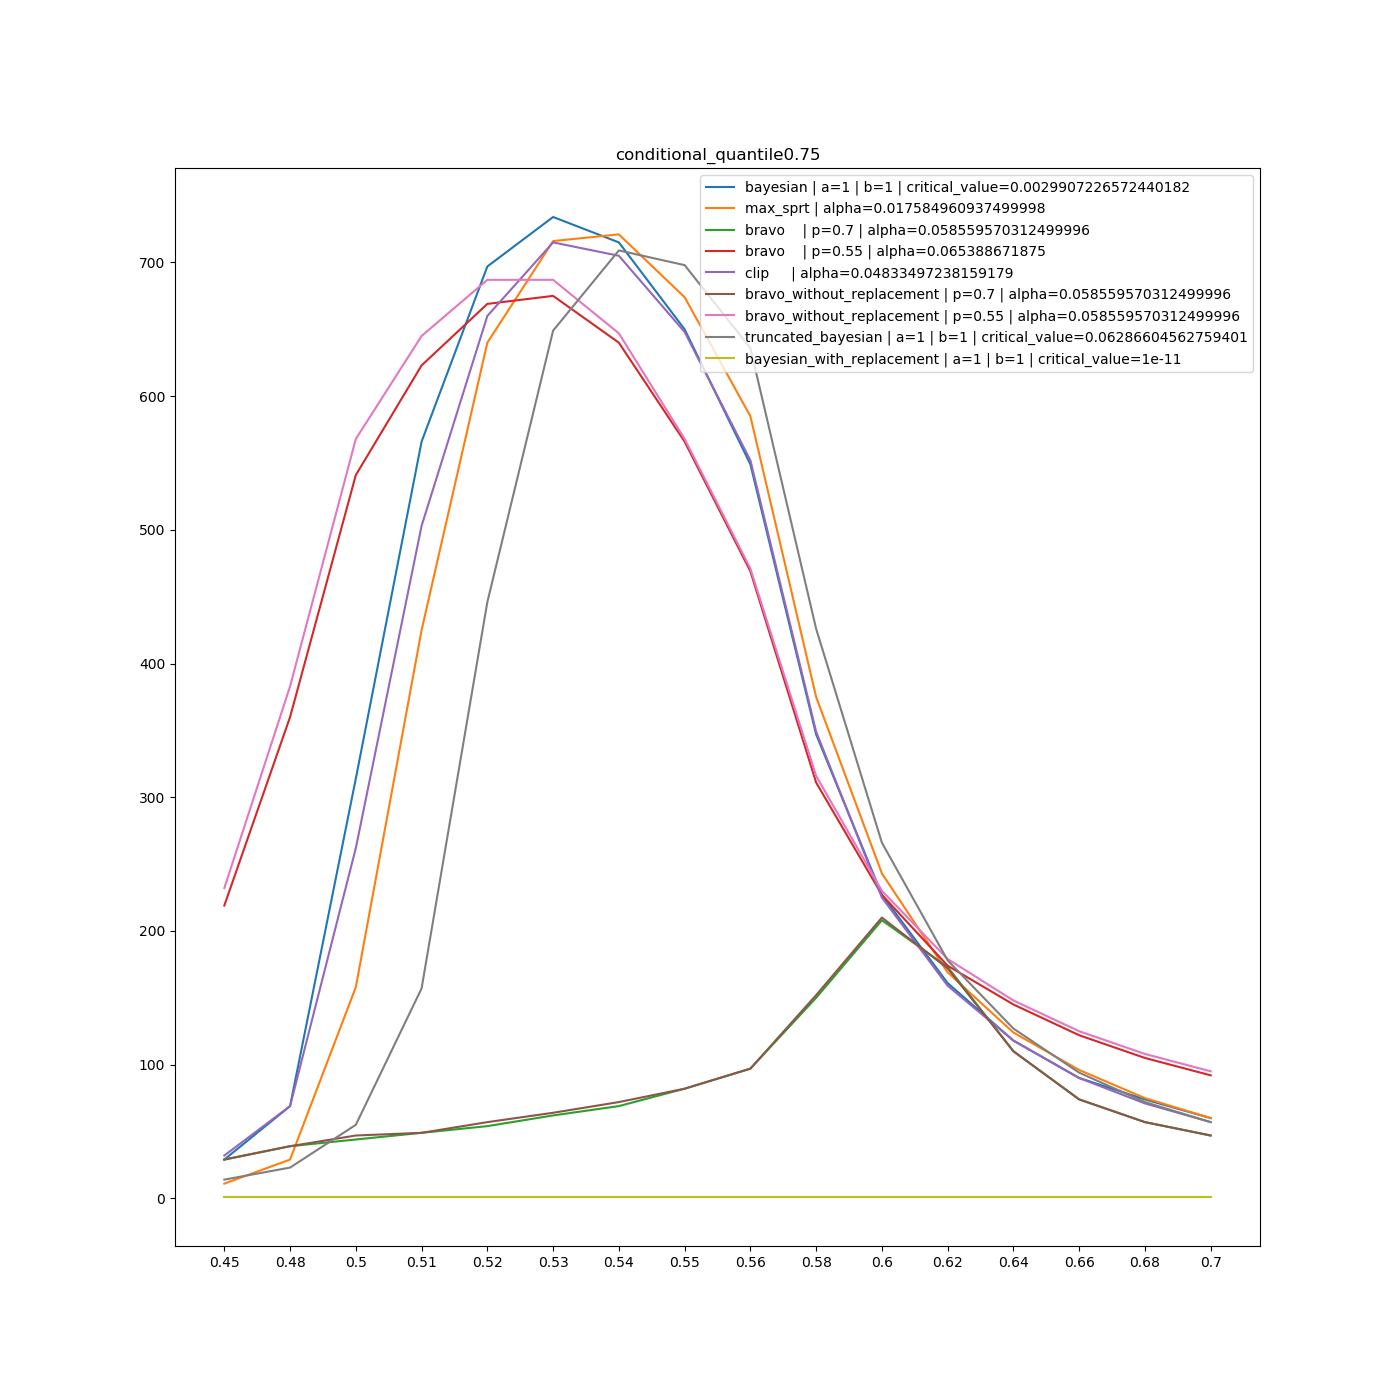 conditional_quantile0.75
bayesian | a=1 | b=1 | critical_value=0.0029907226572440182
max_sprt | alpha=0.017584960937499998
bravo    | p=0.7 | alpha=0.058559570312499996
bravo    | p=0.55 | alpha=0.065388671875
clip     | alpha=0.04833497238159179
bravo_without_replacement | p=0.7 | alpha=0.058559570312499996
bravo_without_replacement | p=0.55 | alpha=0.058559570312499996
truncated_bayesian | a=1 | b=1 | critical_value=0.06286604562759401
bayesian_with_replacement | a=1 | b=1 | critical_value=1e-11
700
600
500
400
300
200
100
0
0.45 0.48 0.5 0.51 0.52 0.53 0.54 0.55 0.56 0.58 0.6 0.62 0.64 0.66 0.68 0.7